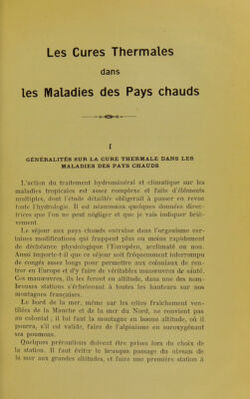 Les Cures Thermales
dans
les Maladies des Pays chauds
I
GÉNÉRALITÉS SUR LA CURE THERMALE DANS LES
MALADIES DES PAYS CHAUDS
L'action du traitement hydrominéral et climatique sur les
maladies tropicales est assez complexe et faite d'éléments
multiples, dont l'étude détaillée obligerait à passer en revue
toute l'hydrologie. Il est néanmoins quelques données direc-
trices que l'on ne peut négliger et que je vais indiquer briè-
vement.
Le séjour aux pays chauds entraîne dans l'organisme cer-
taines modifications qui frappent plus ou moins rapidement
de déchéance physiologique l'Européen, acclimaté ou non.
Aussi importe-t-il que ce séjour soit fréquemment interrompu
de congés assez longs pour permettre aux coloniaux de ren-
trer en Europe et d'y faire de véritables manœuvres de santé.
Ces manœuvres, ils les feront en altitude, dans une des nom-
breuses stations s'échelonnant à toutes les hauteurs sur nos
montagnes françaises.
Le bord de la mer, même sur les côtes fraîchement ven-
tilées de la Manche et de la mer du Nord, ne convient pas
au colonial ; il lui faut la montagne en bonne altitude, où il
pourra, s'il est valide, faire de l'alpinisme en suroxygénant
ses poumons.
Quelques précautions doivent être prises lors du choix de
la station. Il faut éviter le brusque passage du niveau de
la mer aux grandes altitudes, et faire une première station à